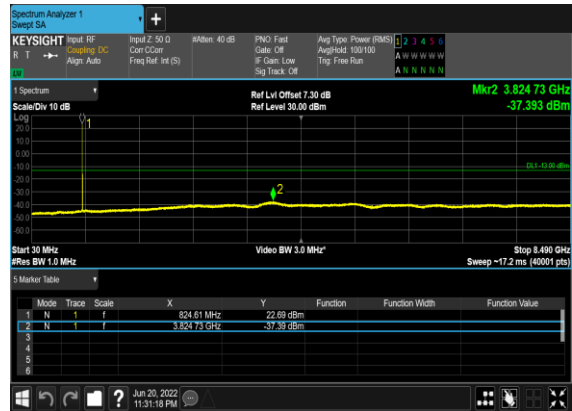 Spectrum Analyzer 1
Swept SA
+
KEYSIGHT Input: RF Input Z: 50 Ω #Atten: 40 dB PNO: Fast Avg Type: Power (RMS) 1 2 3 4 5 6
R T Coupling: DC Corr CCorr Gate: Off Avg|Hold: 100/100 A W W W W W
Align: Auto Freq Ref: Int (S) IF Gain: Low Trig: Free Run
LW Sig Track: Off A N N N N N
1 Spectrum Ref Lvl Offset 7.30 dB Mkr2 3.824 73 GHz
Scale/Div 10 dB Ref Level 30.00 dBm -37.393 dBm
Log
1
20.0
10.0
0.00
-10.0
DL1 -13.00 dBm
-20.0
-30.0
2
-40.0
-50.0
-60.0
Start 30 MHz Video BW 3.0 MHz* Stop 8.490 GHz
#Res BW 1.0 MHz Sweep ~17.2 ms (40001 pts)
5 Marker Table
Mode Trace Scale X Y Function Function Width Function Value
1 N 1 f 824.61 MHz 22.69 dBm
2 N 1 f 3.824 73 GHz -37.39 dBm
3
4
5
6
? Jun 20, 2022
11:31:18 PM